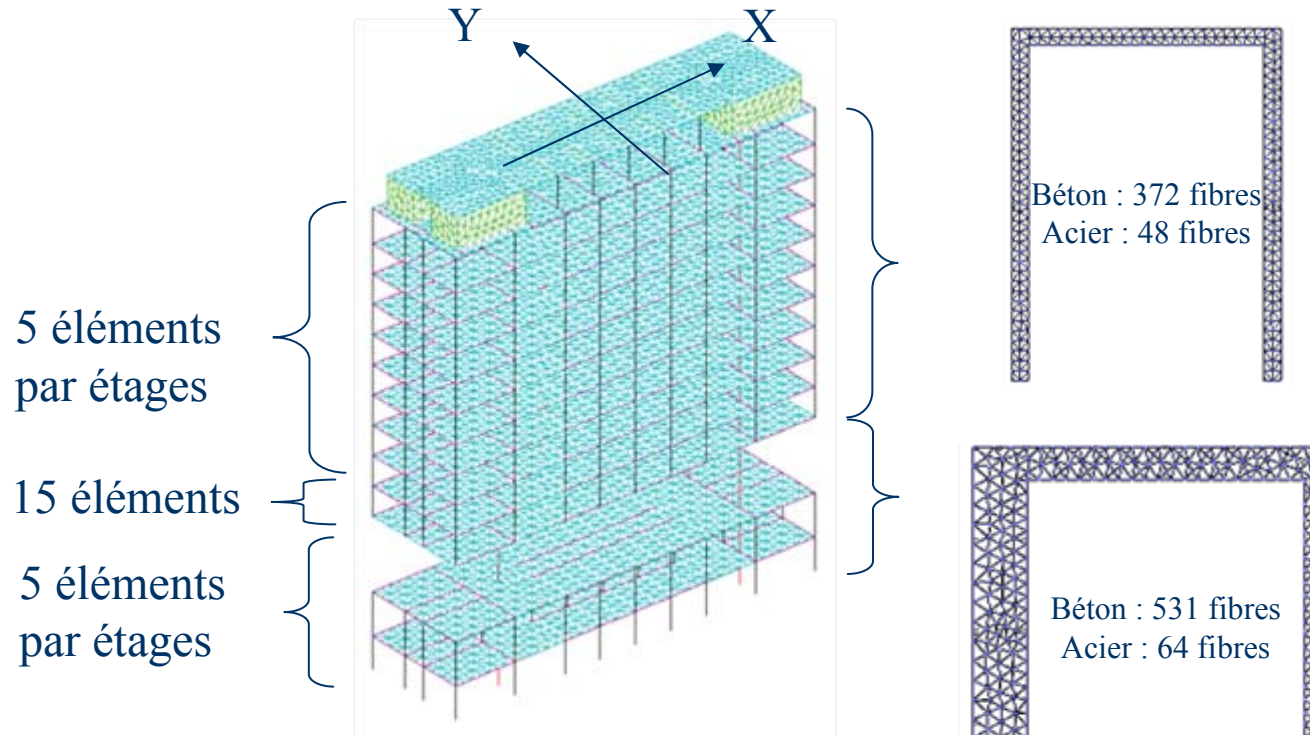 Y
X
5 éléments
par étages
15 éléments
5 éléments
par étages
Béton : 372 fibres
Acier : 48 fibres
Béton : 531 fibres
Acier : 64 fibres